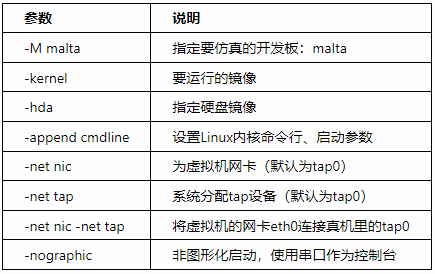 参数 说明
-M malta 指定要仿真的开发板：malta
-kernel 要运行的镜像
-hda 指定硬盘镜像
-append cmdline 设置Linux内核命令行、启动参数
-net nic 为虚拟机网卡（默认为tap0）
-net tap 系统分配tap设备（默认为tap0）
-net nic -net tap 将虚拟机的网卡eth0连接真机里的tap0
-nographic 非图形化启动，使用串口作为控制台